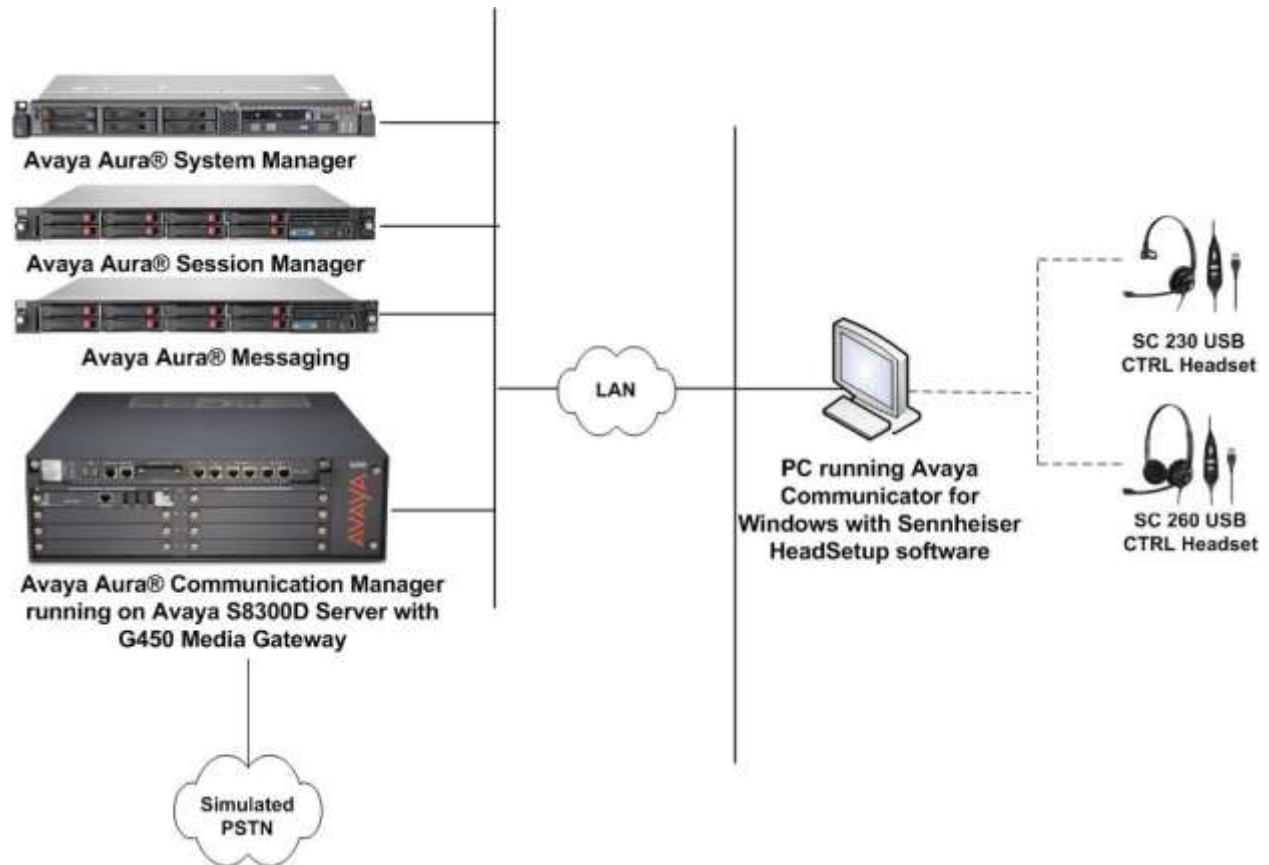 Avaya Aura® System Manager
Avaya Aura® Session Manager
Avaya Aura® Messaging
AVAYA
Avaya Aura® Communication Manager
running on Avaya S8300D Server with
G450 Media Gateway
Simulated
PSTN
LAN
PC running Avaya
Communicator for
Windows with Sennheiser
HeadSetup software
SC 230 USB
CTRL Headset
SC 260 USB
CTRL Headset